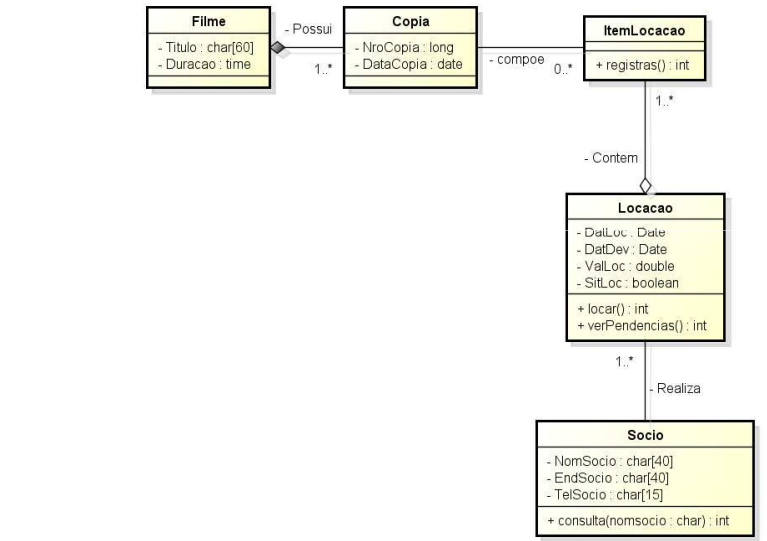 Filme
- Titulo : char[60]
- Duracao : time
- Possui
1..*
Copia
- NroCopia : long
- DataCopia : date
- compoe
0..*
ItemLocacao
+ registras() : int
1..*
- Contem
Locacao
- DatLoc : Date
- DatDev : Date
- ValLoc : double
- SitLoc : boolean
+ locar() : int
+ verPendencias() : int
1..*
- Realiza
Socio
- NomSocio : char[40]
- EndSocio : char[40]
- TelSocio : char[15]
+ consulta(nomsocio : char) : int